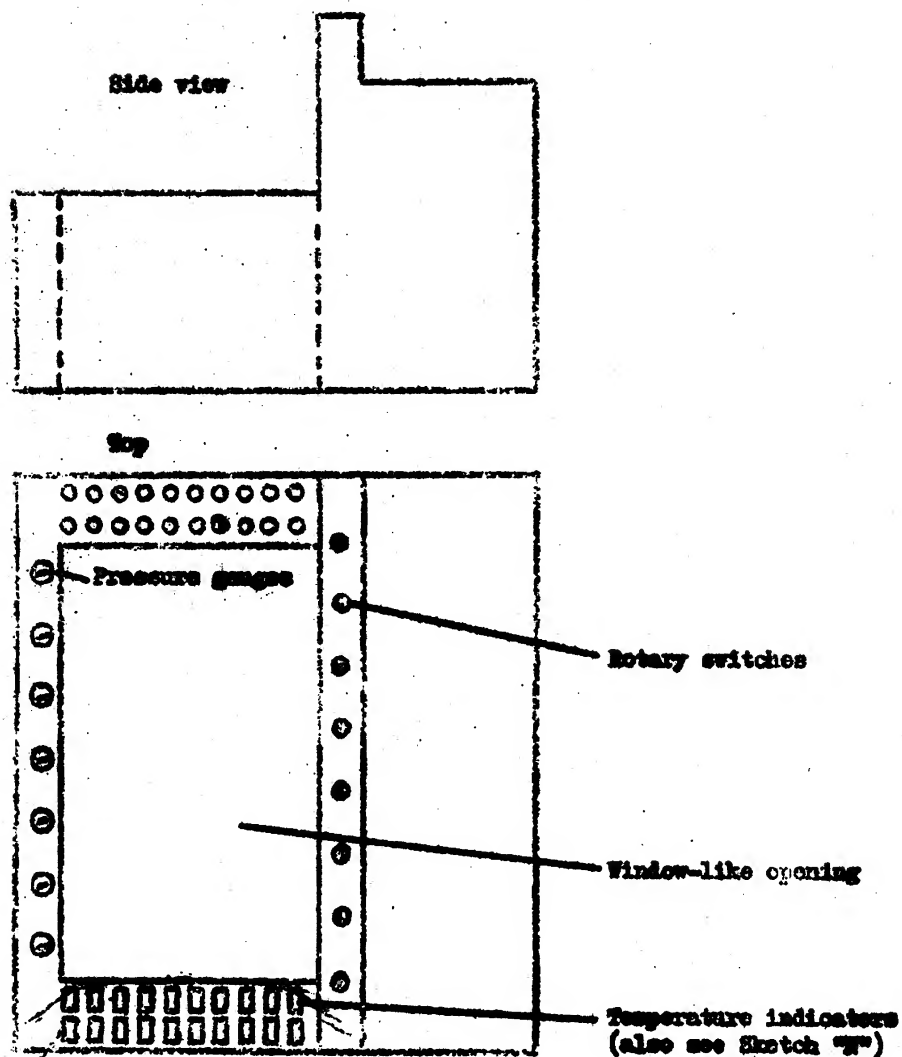 Side view
Top
Pressure gauges
Rotary switches
Window-like opening
Temperature indicators
(also see Sketch